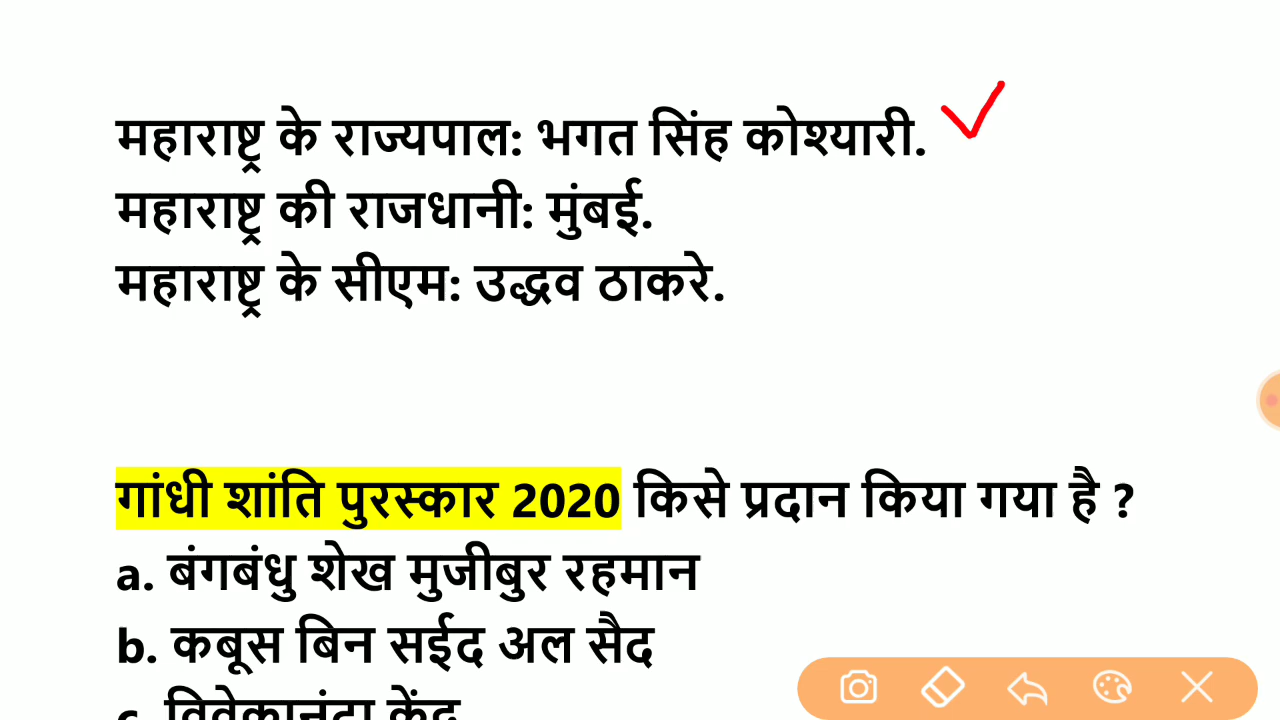 महाराष्ट्र के राज्यपाल: भगत सिंह कोश्यारी.
महाराष्ट्र की राजधानी: मुंबई.
महाराष्ट्र के सीएम: उद्धव ठाकरे.
गांधी शांति पुरस्कार 2020 किसे प्रदान किया गया है ?
a. बंगबंधु शेख मुजीबुर रहमान
b. कबूस बिन सईद अल सैद
c. विवेकानंदा केंद्र